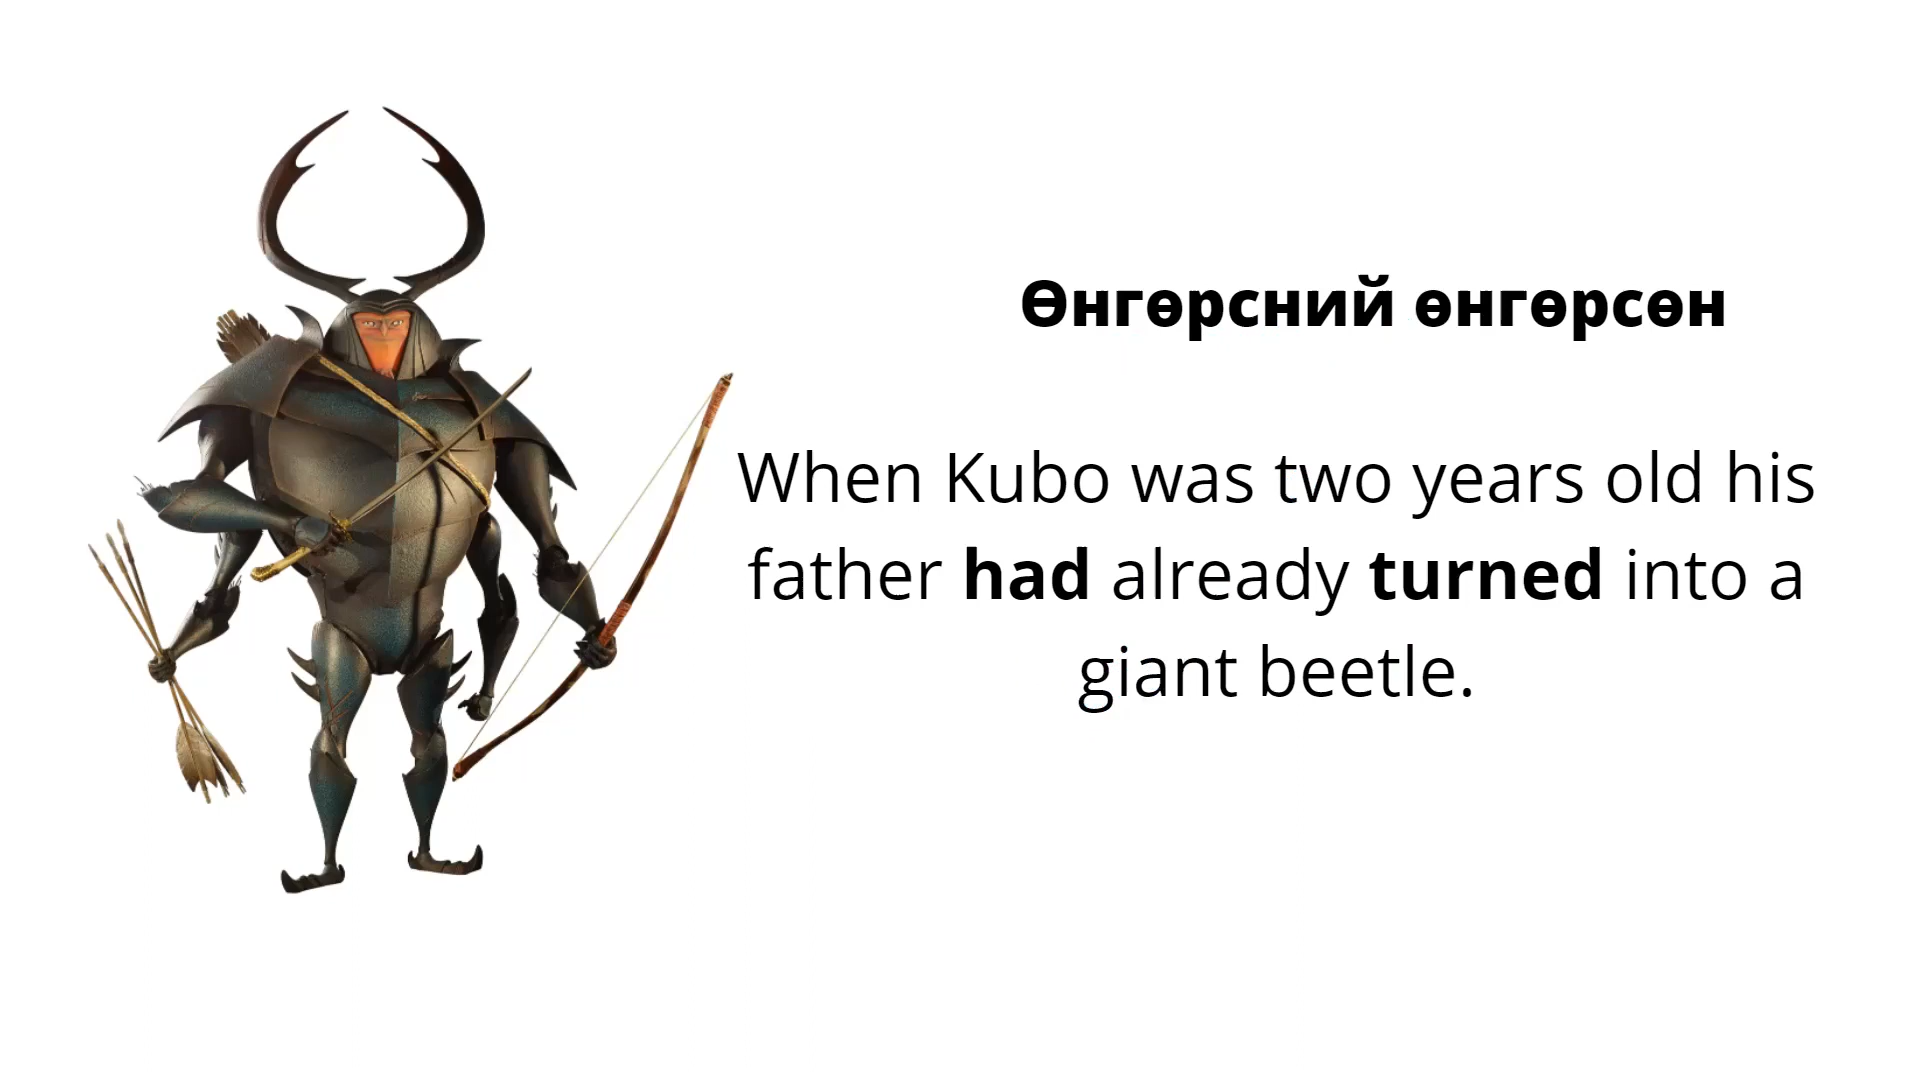 Өнгөрсний өнгөрсөн
When Kubo was two years old his
father had already turned into a
giant beetle.